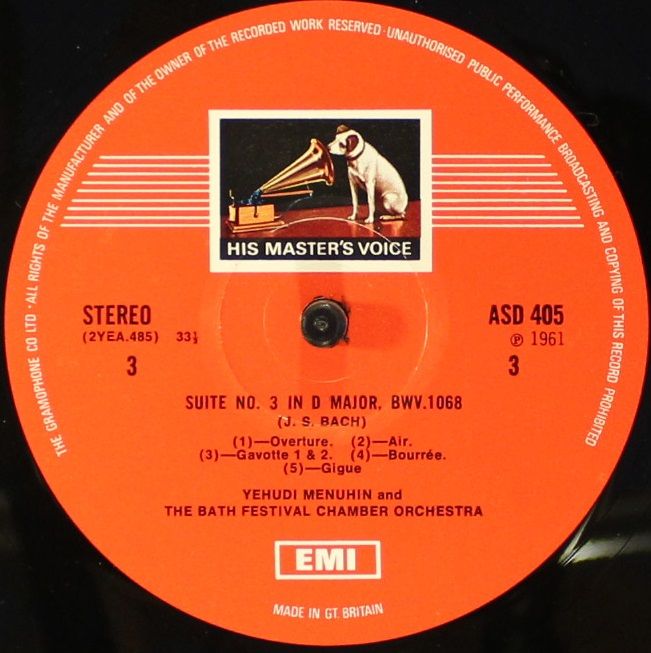 THE GRAMOPHONE CO LTD · ALL RIGHTS OF THE MANUFACTURER AND OF THE OWNER OF THE RECORDED WORK RESERVED · UNAUTHORISED PUBLIC PERFORMANCE BROADCASTING AND COPYING OF THIS RECORD PROHIBITED
HIS MASTER'S VOICE
STEREO
(2YEA.485) 33⅓
3
ASD 405
℗ 1961
3
SUITE NO. 3 IN D MAJOR, BWV.1068
(J. S. BACH)
(1)—Overture. (2)—Air.
(3)—Gavotte 1 & 2. (4)—Bourrée.
(5)—Gigue
YEHUDI MENUHIN and
THE BATH FESTIVAL CHAMBER ORCHESTRA
EMI
MADE IN GT. BRITAIN